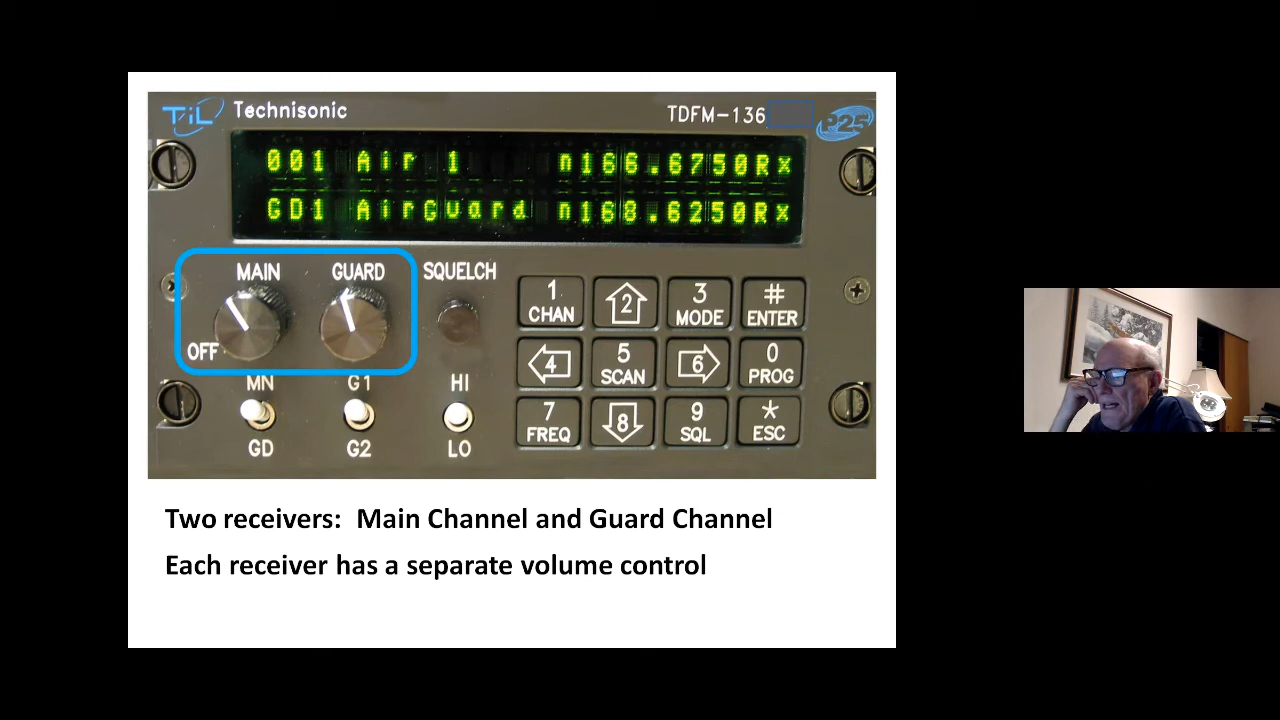 TiL Technisonic TDFM-136 P25
001 Air 1 n166.6750Rx
GD1 AirGuard n168.6250Rx
MAIN GUARD SQUELCH
OFF
MN G1 HI
GD G2 LO
1 CHAN 2 3 MODE # ENTER
4 5 SCAN 6 0 PROG
7 FREQ 8 9 SQL * ESC
Two receivers: Main Channel and Guard Channel
Each receiver has a separate volume control